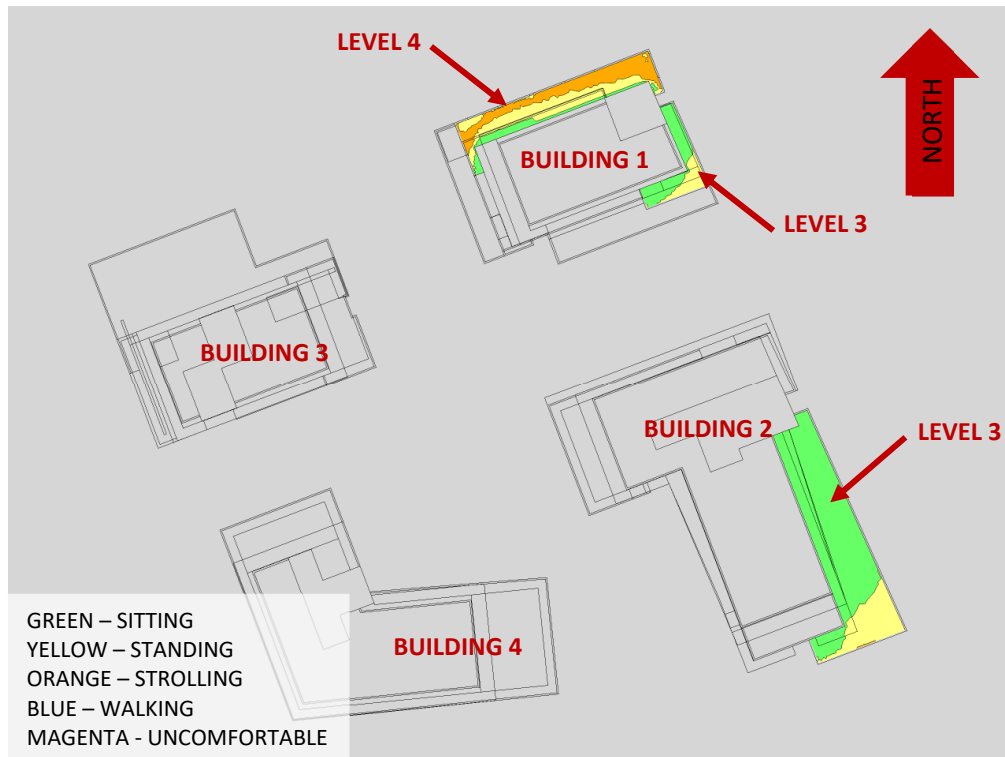 LEVEL 4
NORTH
BUILDING 1
LEVEL 3
BUILDING 3
BUILDING 2
LEVEL 3
BUILDING 4
GREEN – SITTING
YELLOW – STANDING
ORANGE – STROLLING
BLUE – WALKING
MAGENTA - UNCOMFORTABLE